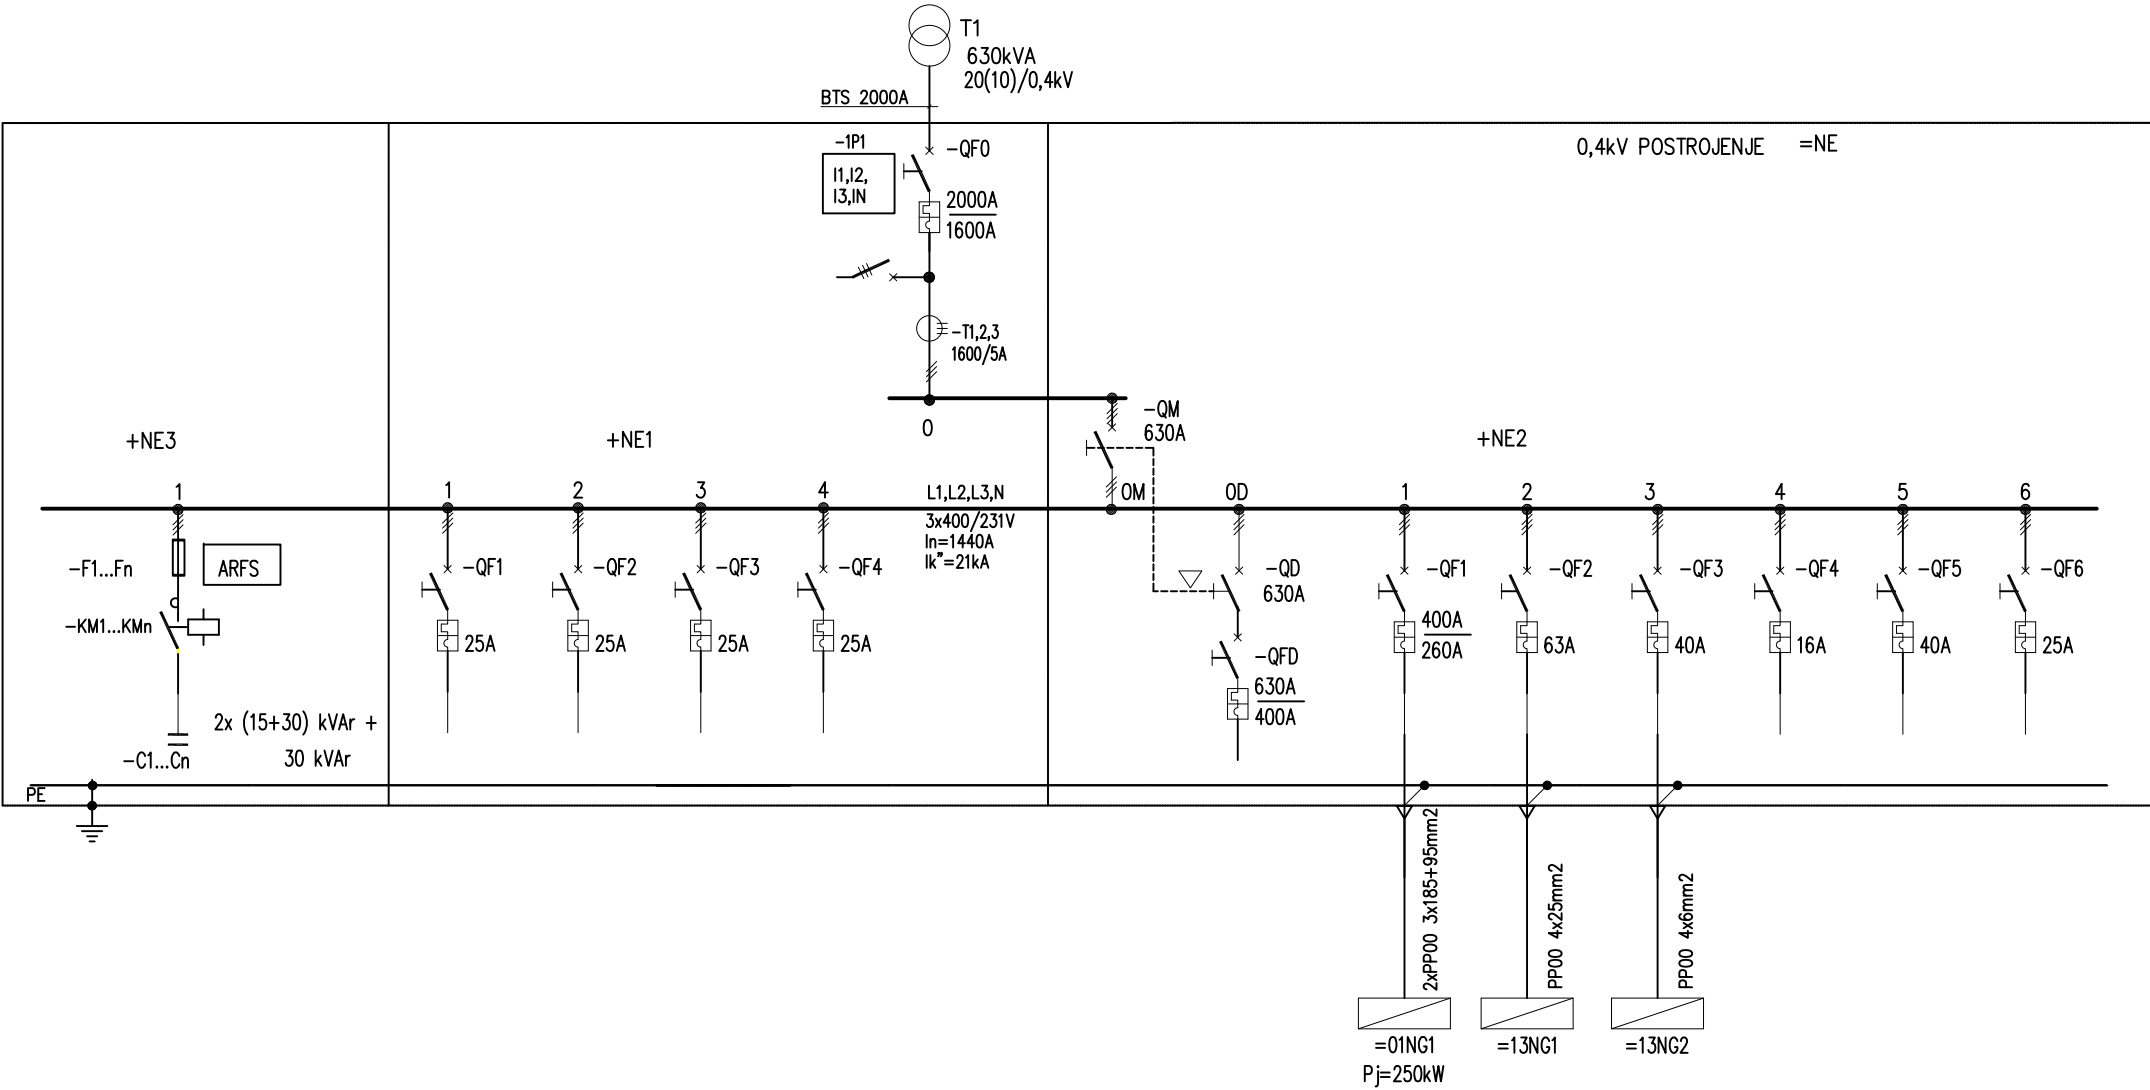 T1
630kVA
20(10)/0,4kV
BTS 2000A
0,4kV POSTROJENJE =NE
-1P1
I1,I2,
I3,IN
-QF0
2000A
1600A
-T1,2,3
1600/5A
0
-QM
630A
+NE3
+NE1
+NE2
1
1
2
3
4
L1,L2,L3,N
3x400/231V
In=1440A
Ik"=21kA
0M
0D
1
2
3
4
5
6
-F1...Fn
ARFS
-KM1...KMn
-C1...Cn
2x (15+30) kVAr +
30 kVAr
-QF1
25A
-QF2
25A
-QF3
25A
-QF4
25A
-QD
630A
-QFD
630A
400A
-QF1
400A
260A
-QF2
63A
-QF3
40A
-QF4
16A
-QF5
40A
-QF6
25A
PE
2xPP00 3x185+95mm2
PP00 4x25mm2
PP00 4x6mm2
=01NG1
Pj=250kW
=13NG1
=13NG2